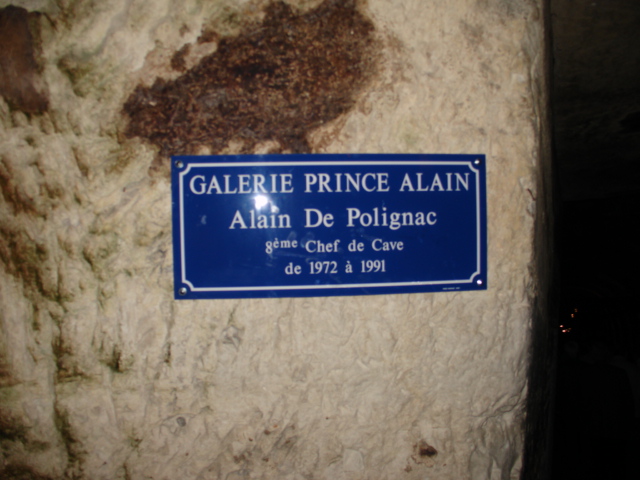 GALERIE PRINCE ALAIN
Alain De Polignac
8ème Chef de Cave
de 1972 à 1991